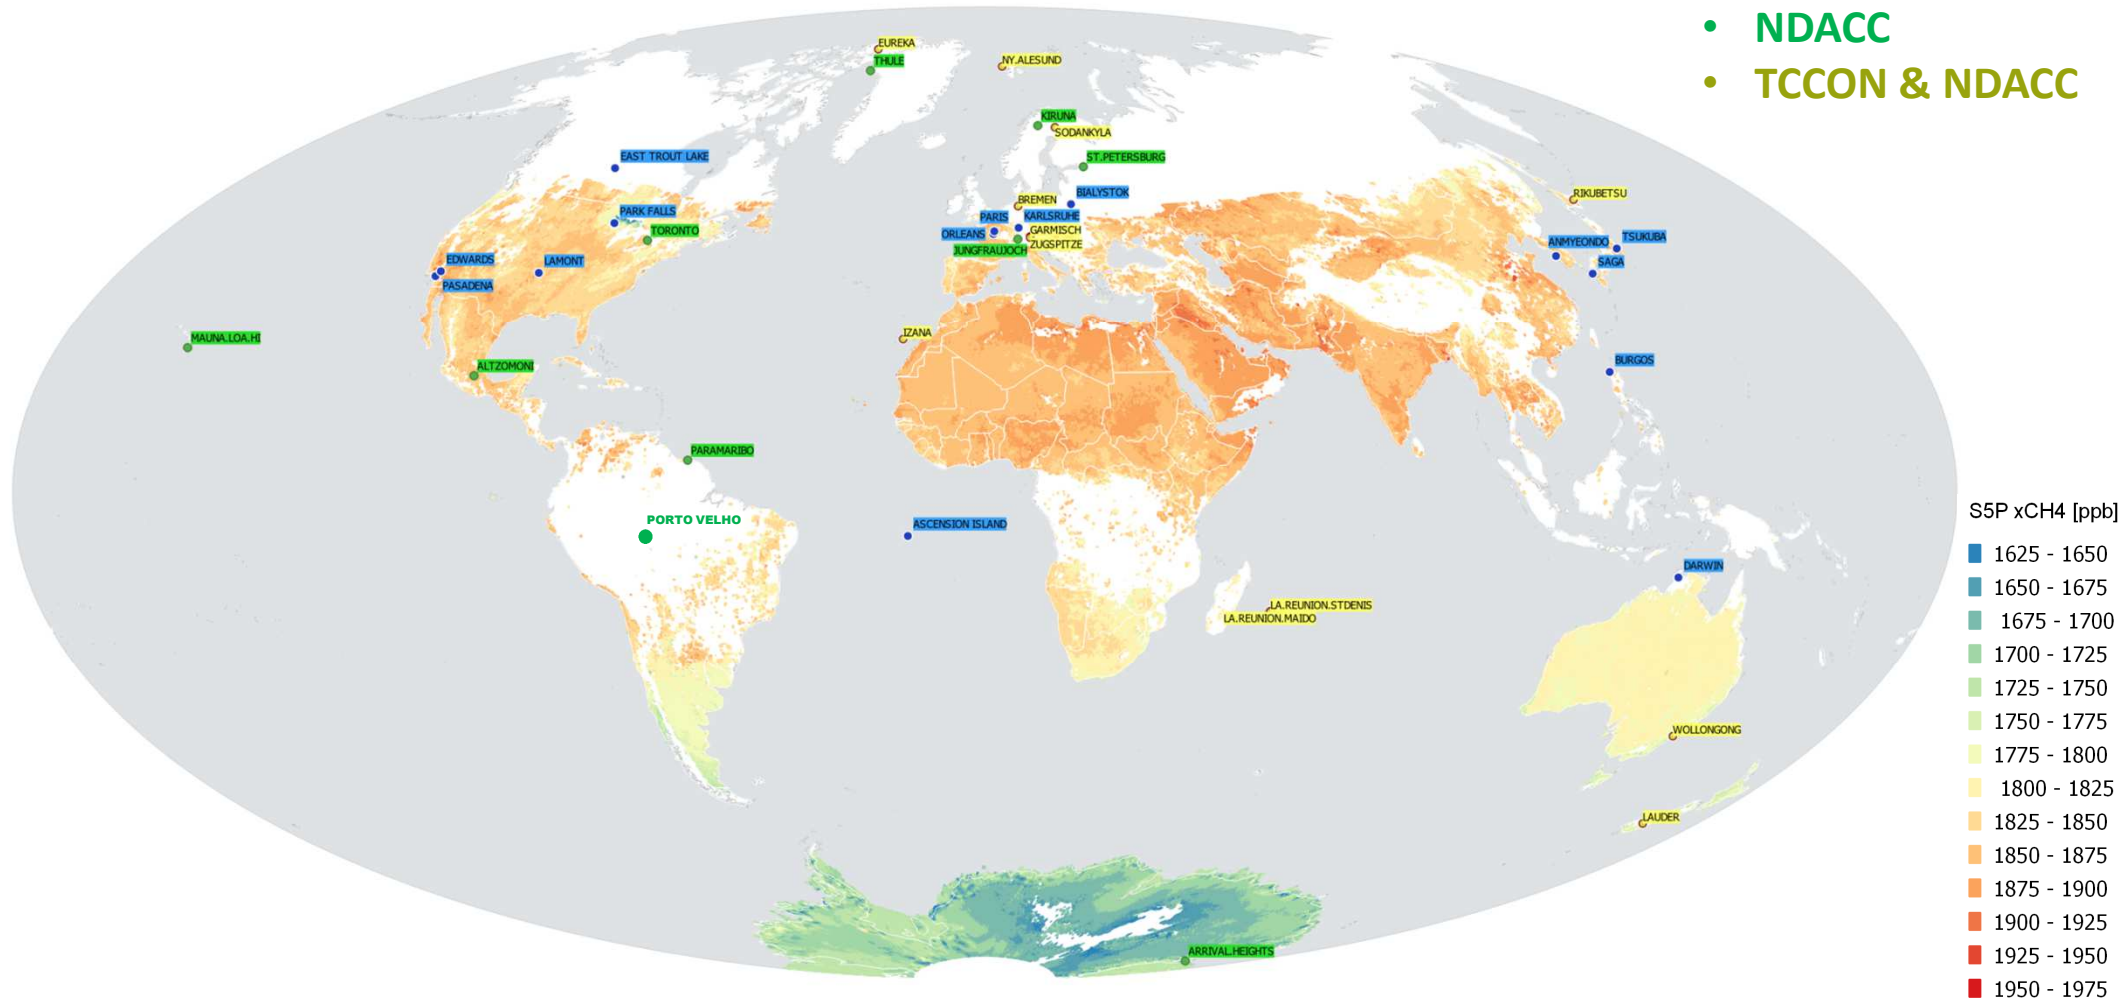 • NDACC
• TCCON & NDACC
EUREKA
THULE
NY.ALESUND
KIRUNA
SODANKYLA
EAST TROUT LAKE
ST.PETERSBURG
BIALYSTOK
RIKUBETSU
BREMEN
PARK FALLS
PARIS
KARLSRUHE
TORONTO
ORLEANS
GARMISCH
ZUGSPITZE
JUNGFRAUJOCH
ANMYEONDO
TSUKUBA
SAGA
EDWARDS
LAMONT
PASADENA
MAUNA.LOA.HI
IZANA
ALTZOMONI
BURGOS
PARAMARIBO
PORTO VELHO
ASCENSION ISLAND
DARWIN
LA.REUNION.STDENIS
LA.REUNION.MAIDO
WOLLONGONG
LAUDER
ARRIVAL.HEIGHTS
S5P xCH4 [ppb]
1625 - 1650
1650 - 1675
1675 - 1700
1700 - 1725
1725 - 1750
1750 - 1775
1775 - 1800
1800 - 1825
1825 - 1850
1850 - 1875
1875 - 1900
1900 - 1925
1925 - 1950
1950 - 1975